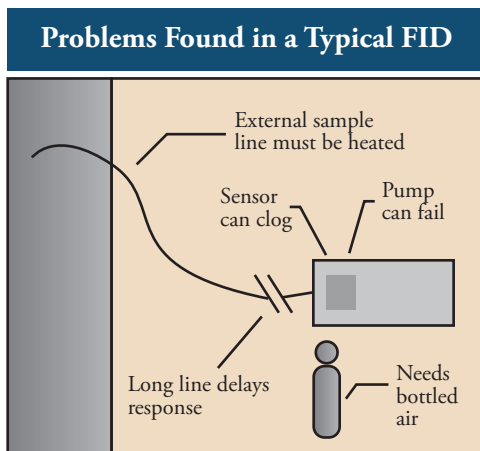 Problems Found in a Typical FID
External sample
line must be heated
Sensor
can clog
Pump
can fail
Long line delays
response
Needs
bottled
air